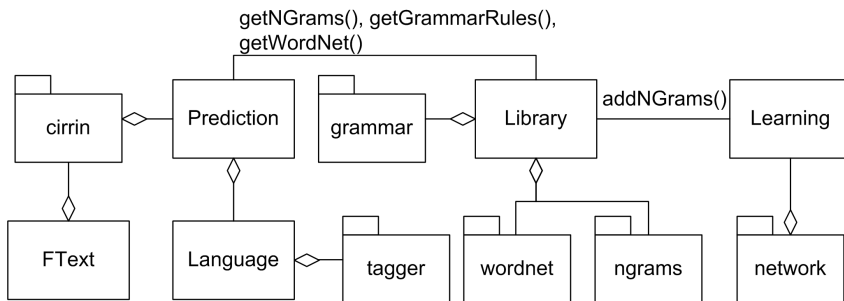 getNGrams(), getGrammarRules(),
getWordNet()
cirrin
Prediction
grammar
Library
addNGrams()
Learning
FText
Language
tagger
wordnet
ngrams
network